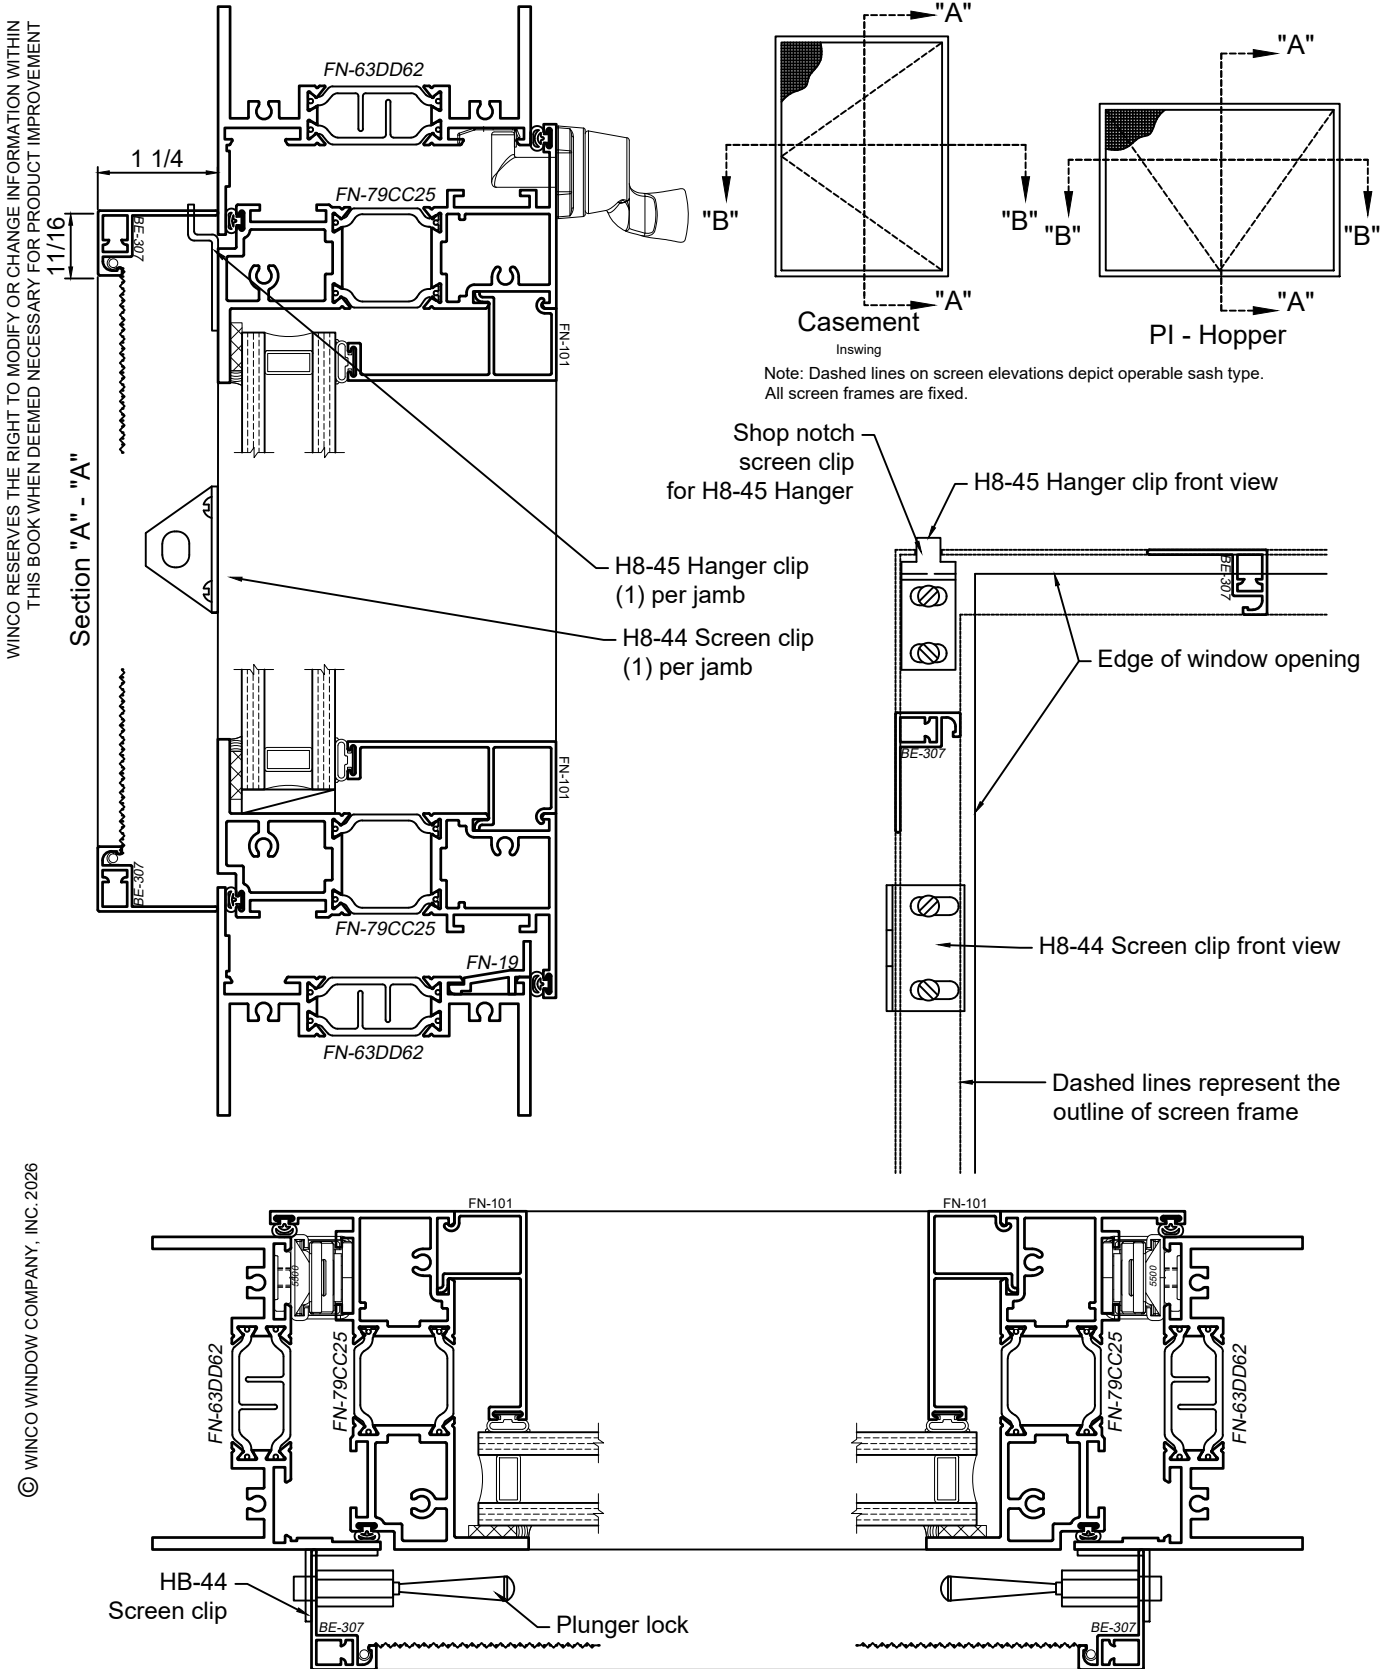 WINCO RESERVES THE RIGHT TO MODIFY OR CHANGE INFORMATION WITHIN
THIS BOOK WHEN DEEMED NECESSARY FOR PRODUCT IMPROVEMENT
© WINCO WINDOW COMPANY, INC. 2026
Section "A" - "A"
1 1/4
11/16
BE-307
FN-63DD62
FN-79CC25
FN-101
H8-45 Hanger clip
(1) per jamb
H8-44 Screen clip
(1) per jamb
FN-101
BE-307
FN-79CC25
FN-19
FN-63DD62
"A"
"B"
"B"
"A"
Casement
Inswing
"A"
"B"
"B"
"A"
PI - Hopper
Note: Dashed lines on screen elevations depict operable sash type.
All screen frames are fixed.
Shop notch
screen clip
for H8-45 Hanger
H8-45 Hanger clip front view
BE-307
Edge of window opening
BE-307
H8-44 Screen clip front view
Dashed lines represent the
outline of screen frame
FN-101
FN-101
5500
5500
FN-63DD62
FN-79CC25
FN-79CC25
FN-63DD62
HB-44
Screen clip
Plunger lock
BE-307
BE-307